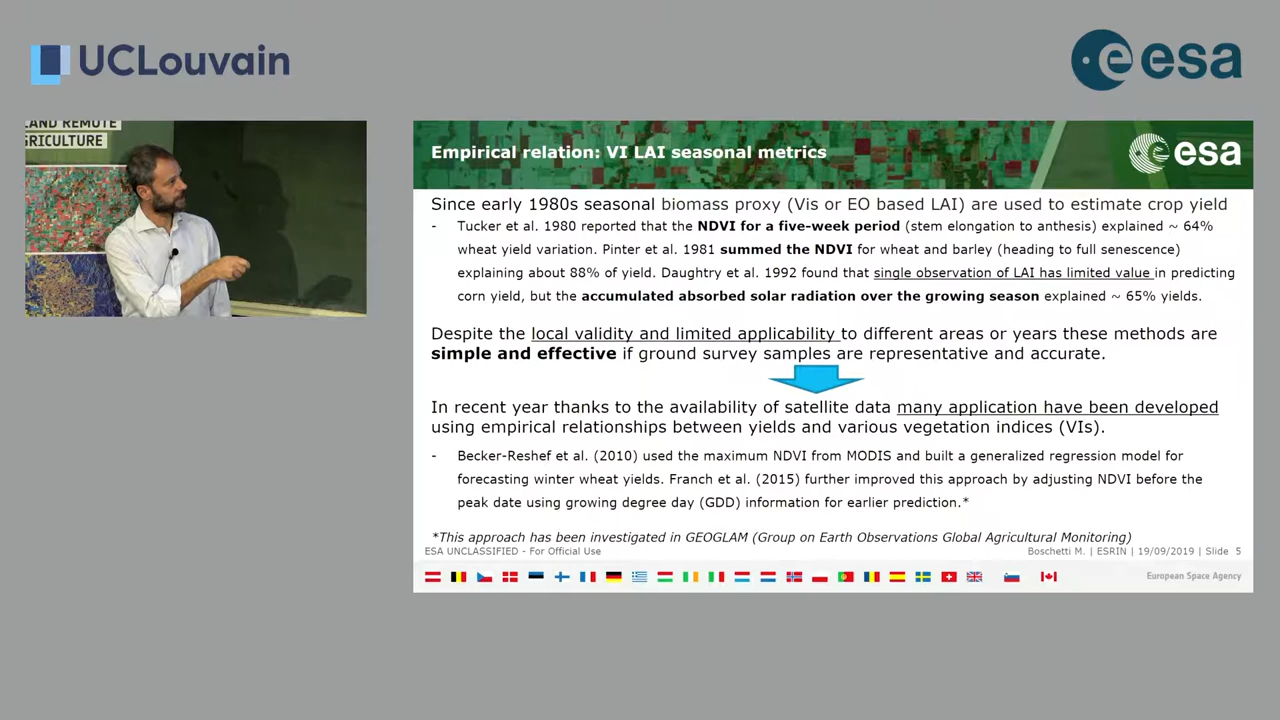 UCLouvain
esa
LAND REMOTE
GRICULTURE
Empirical relation: VI LAI seasonal metrics
esa
Since early 1980s seasonal biomass proxy (Vis or EO based LAI) are used to estimate crop yield
- Tucker et al. 1980 reported that the NDVI for a five-week period (stem elongation to anthesis) explained ~ 64%
wheat yield variation. Pinter et al. 1981 summed the NDVI for wheat and barley (heading to full senescence)
explaining about 88% of yield. Daughtry et al. 1992 found that single observation of LAI has limited value in predicting
corn yield, but the accumulated absorbed solar radiation over the growing season explained ~ 65% yields.
Despite the local validity and limited applicability to different areas or years these methods are
simple and effective if ground survey samples are representative and accurate.
In recent year thanks to the availability of satellite data many application have been developed
using empirical relationships between yields and various vegetation indices (VIs).
- Becker-Reshef et al. (2010) used the maximum NDVI from MODIS and built a generalized regression model for
forecasting winter wheat yields. Franch et al. (2015) further improved this approach by adjusting NDVI before the
peak date using growing degree day (GDD) information for earlier prediction.*
*This approach has been investigated in GEOGLAM (Group on Earth Observations Global Agricultural Monitoring)
ESA UNCLASSIFIED - For Official Use
Boschetti M. | ESRIN | 19/09/2019 | Slide 5
European Space Agency